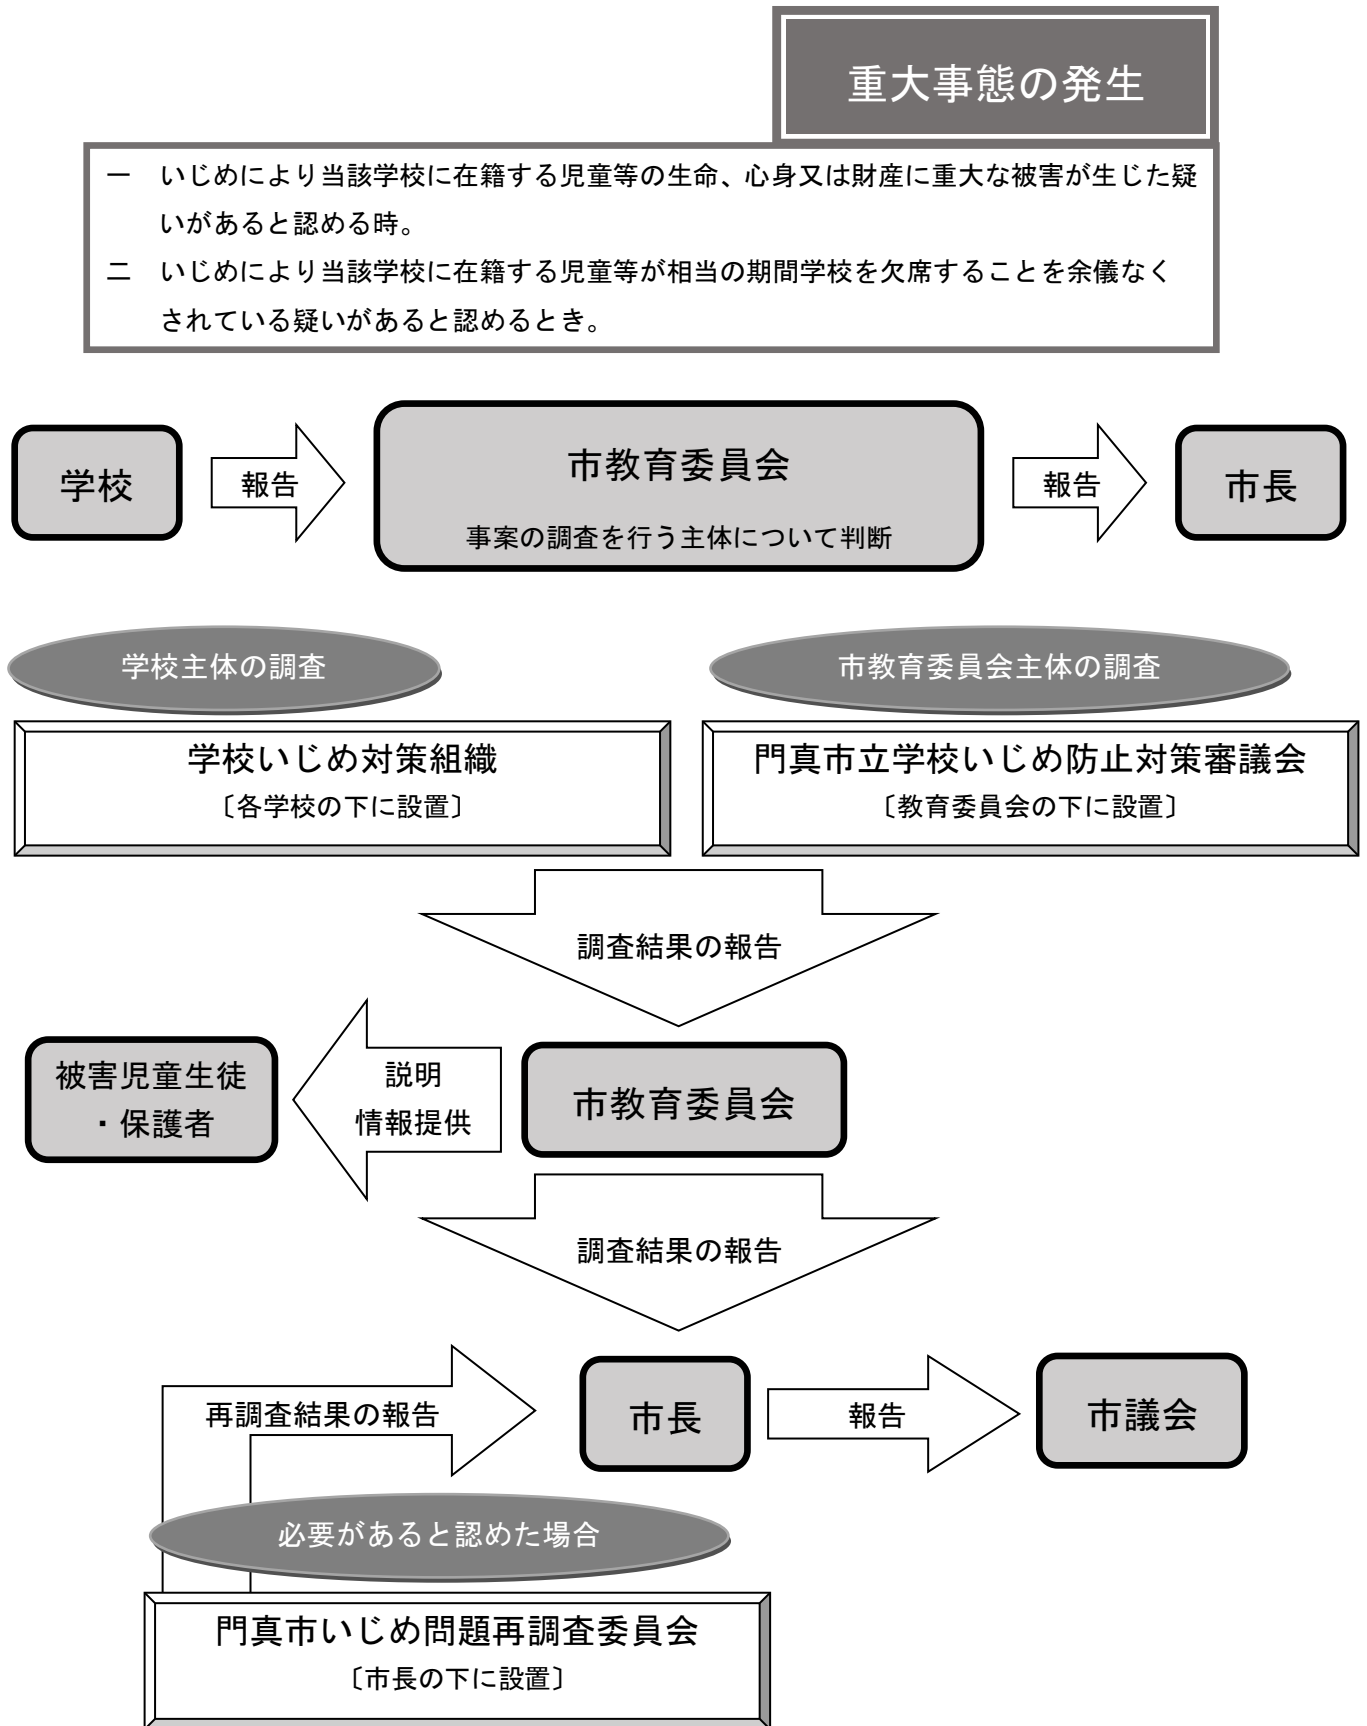 重大事態の発生
一　いじめにより当該学校に在籍する児童等の生命、心身又は財産に重大な被害が生じた疑
いがあると認める時。
二　いじめにより当該学校に在籍する児童等が相当の期間学校を欠席することを余儀なく
されている疑いがあると認めるとき。
学校
報告
市教育委員会
事案の調査を行う主体について判断
報告
市長
学校主体の調査
市教育委員会主体の調査
学校いじめ対策組織
〔各学校の下に設置〕
門真市立学校いじめ防止対策審議会
〔教育委員会の下に設置〕
調査結果の報告
被害児童生徒
・保護者
説明
情報提供
市教育委員会
調査結果の報告
再調査結果の報告
市長
報告
市議会
必要があると認めた場合
門真市いじめ問題再調査委員会
〔市長の下に設置〕